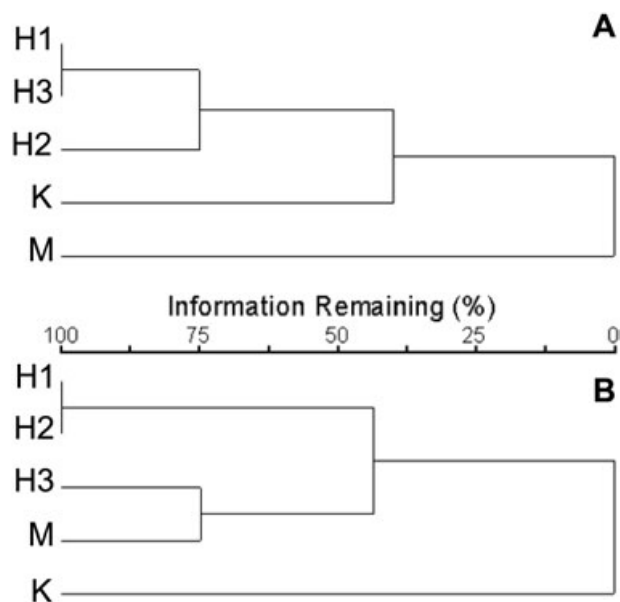 A
H1
H3
H2
K
M
Information Remaining (%)
100 75 50 25 0
H1
B
H2
H3
M
K